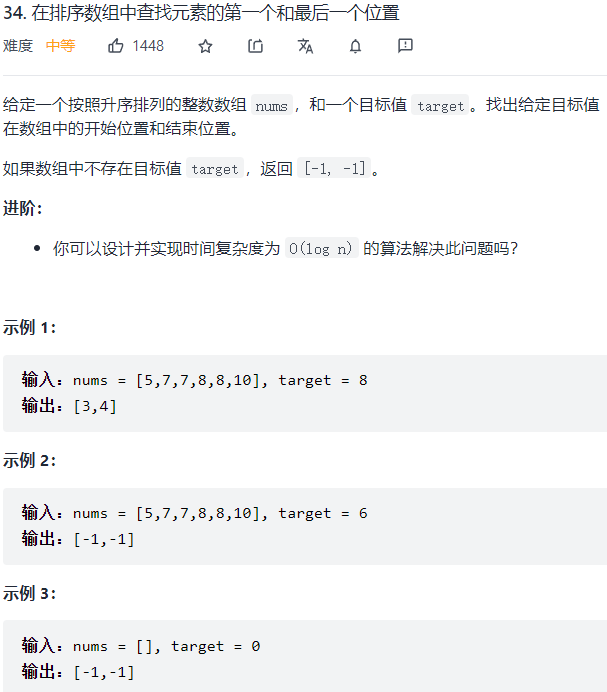 34. 在排序数组中查找元素的第一个和最后一个位置
难度 中等 1448
给定一个按照升序排列的整数数组 nums，和一个目标值 target。找出给定目标值
在数组中的开始位置和结束位置。
如果数组中不存在目标值 target，返回 [-1, -1]。
进阶：
• 你可以设计并实现时间复杂度为 O(log n) 的算法解决此问题吗？
示例 1：
输入：nums = [5,7,7,8,8,10], target = 8
输出：[3,4]
示例 2：
输入：nums = [5,7,7,8,8,10], target = 6
输出：[-1,-1]
示例 3：
输入：nums = [], target = 0
输出：[-1,-1]